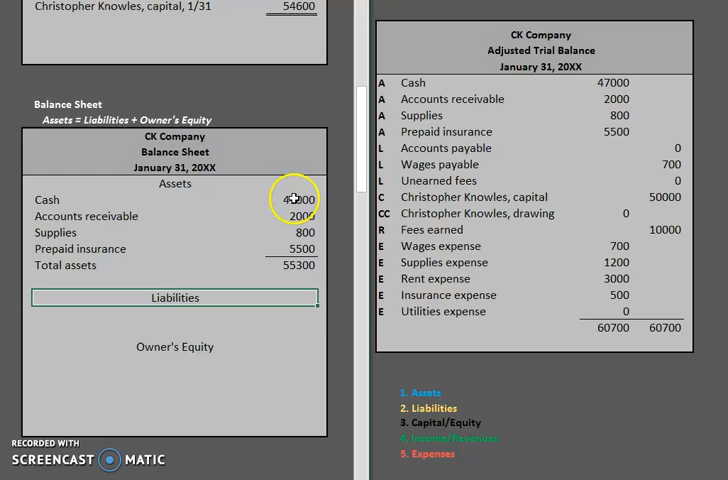 Christopher Knowles, capital, 1/31 54600
Balance Sheet
Assets = Liabilities + Owner's Equity
CK Company
Balance Sheet
January 31, 20XX
Assets
Cash 47000
Accounts receivable 2000
Supplies 800
Prepaid insurance 5500
Total assets 55300
Liabilities
Owner's Equity
RECORDED WITH
SCREENCAST MATIC
CK Company
Adjusted Trial Balance
January 31, 20XX
A Cash 47000
A Accounts receivable 2000
A Supplies 800
A Prepaid insurance 5500
L Accounts payable 0
L Wages payable 700
L Unearned fees 0
C Christopher Knowles, capital 50000
CC Christopher Knowles, drawing 0
R Fees earned 10000
E Wages expense 700
E Supplies expense 1200
E Rent expense 3000
E Insurance expense 500
E Utilities expense 0
60700 60700
1. Assets
2. Liabilities
3. Capital/Equity
4. Income/Revenues
5. Expenses